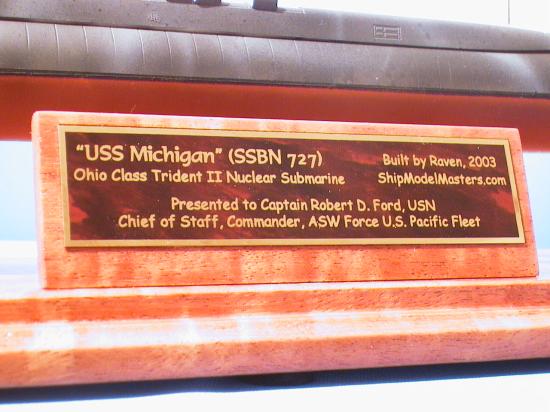 "USS Michigan" (SSBN 727)
Built by Raven, 2003
Ohio Class Trident II Nuclear Submarine
ShipModelMasters.com
Presented to Captain Robert D. Ford, USN
Chief of Staff, Commander, ASW Force U.S. Pacific Fleet